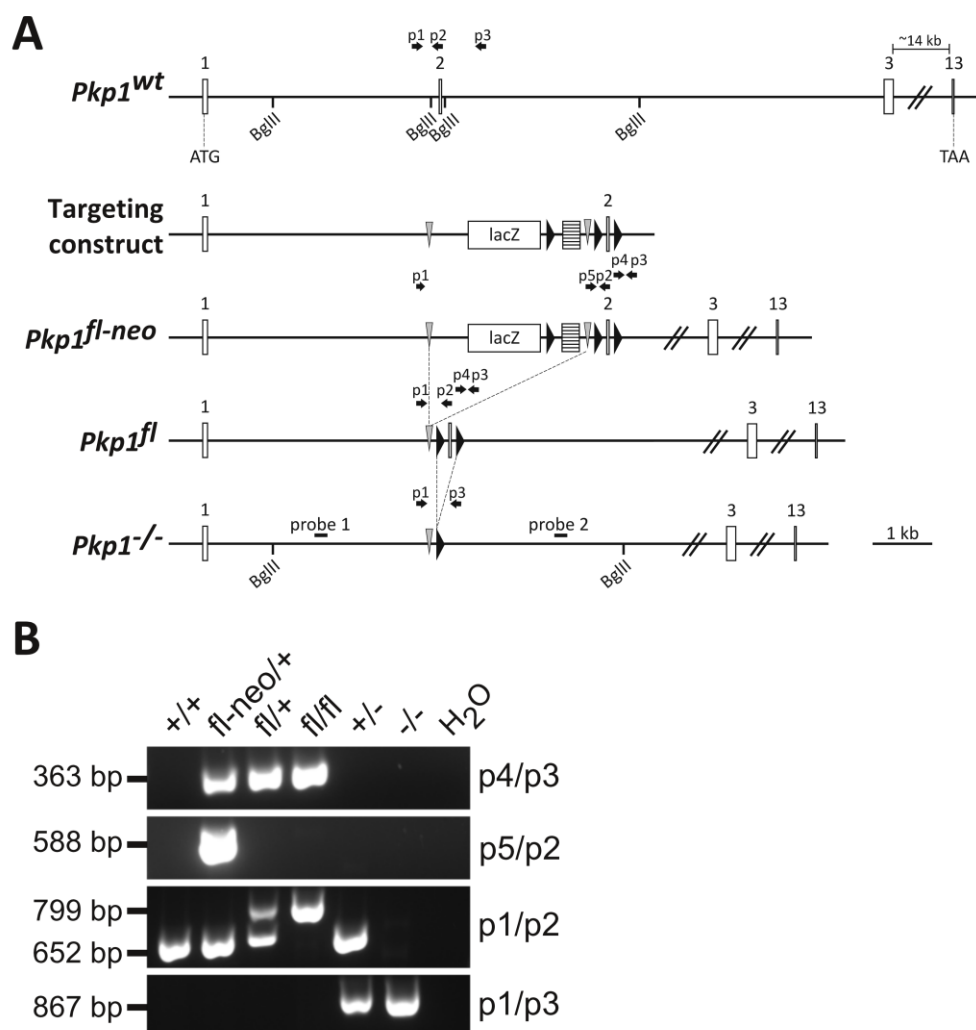 A
p1 p2 p3
~14 kb
1 2 3 13
Pkp1wt
BglII BglII BglII BglII
ATG TAA
Targeting construct
1 2
lacZ
p1 p5 p2 p4 p3
Pkp1fl-neo
1 2 3 13
lacZ
p1 p2 p4 p3
Pkp1fl
1 3 13
p1 p3
Pkp1-/-
1 probe 1 probe 2 3 13
BglII BglII
1 kb
B
+/+ fl-neo/+ fl/+ fl/fl +/- -/- H2O
363 bp p4/p3
588 bp p5/p2
799 bp p1/p2
652 bp
867 bp p1/p3